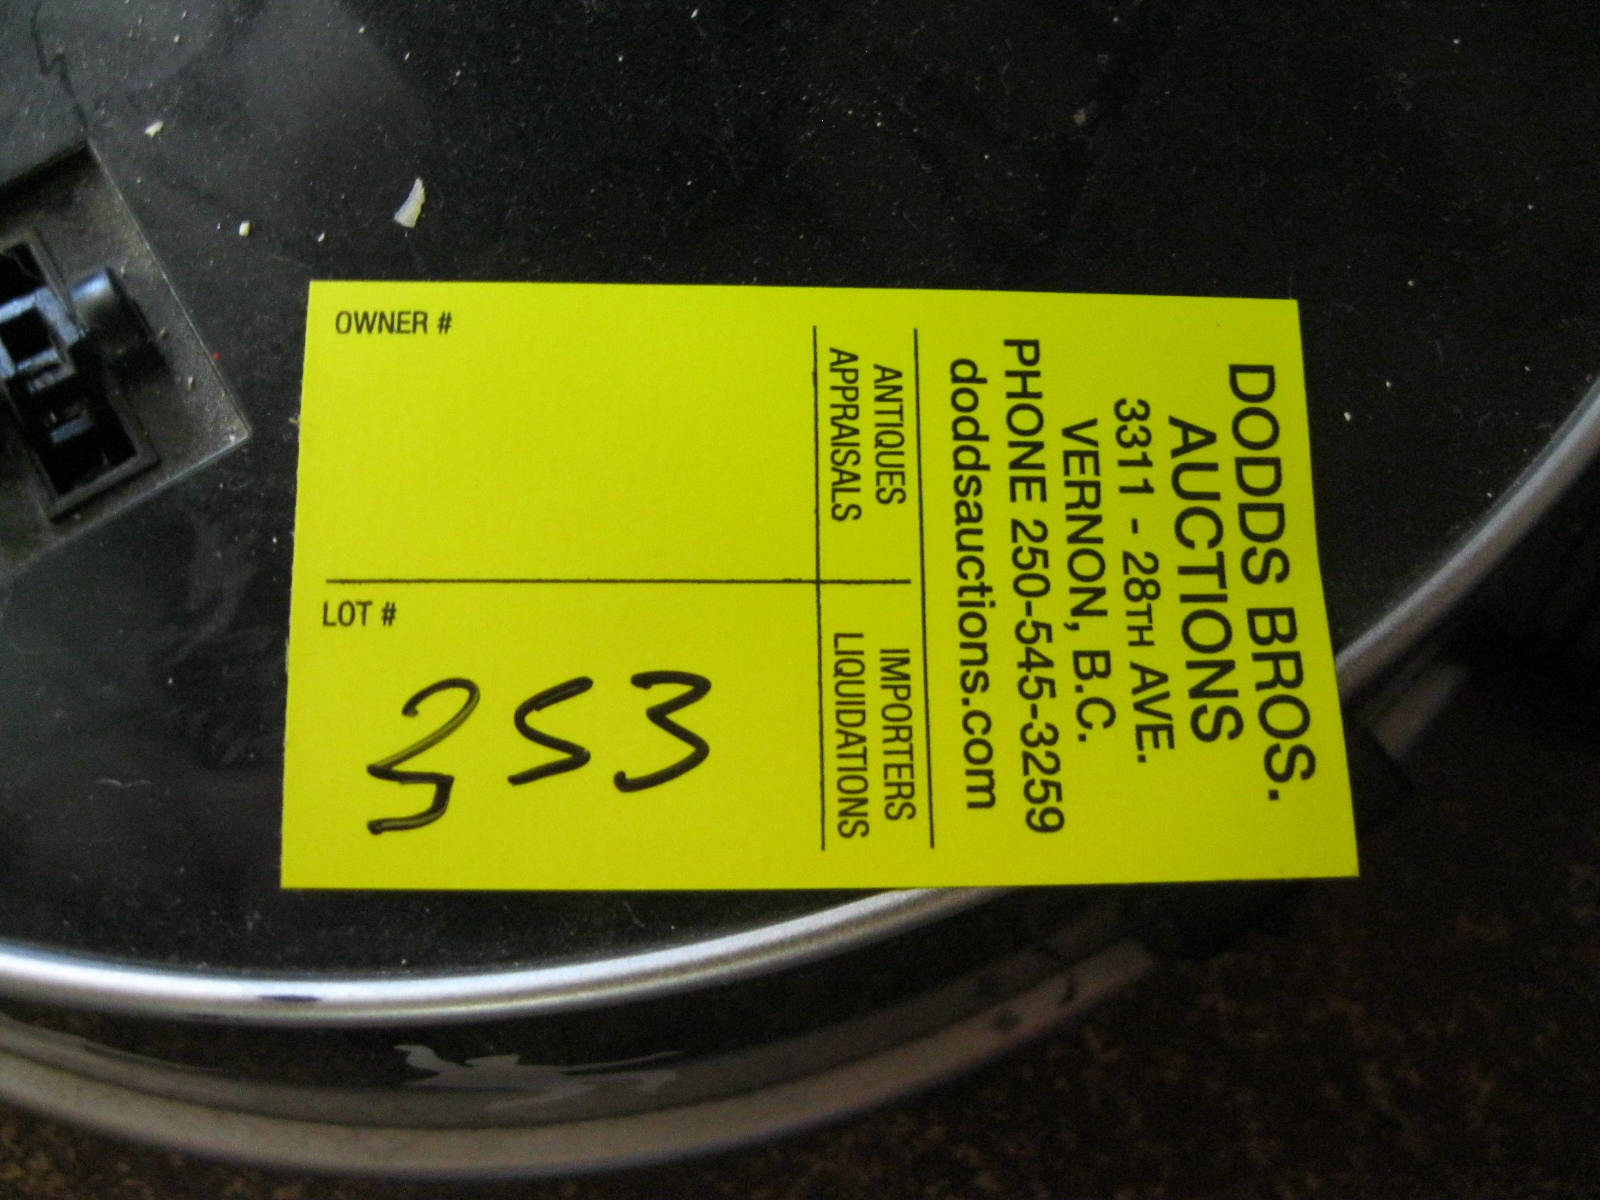 DODDS BROS.
AUCTIONS
3311 - 28TH AVE.
VERNON, B.C.
PHONE 250-545-3259
doddsauctions.com
ANTIQUES
APPRAISALS
IMPORTERS
LIQUIDATIONS
OWNER #
LOT #
353